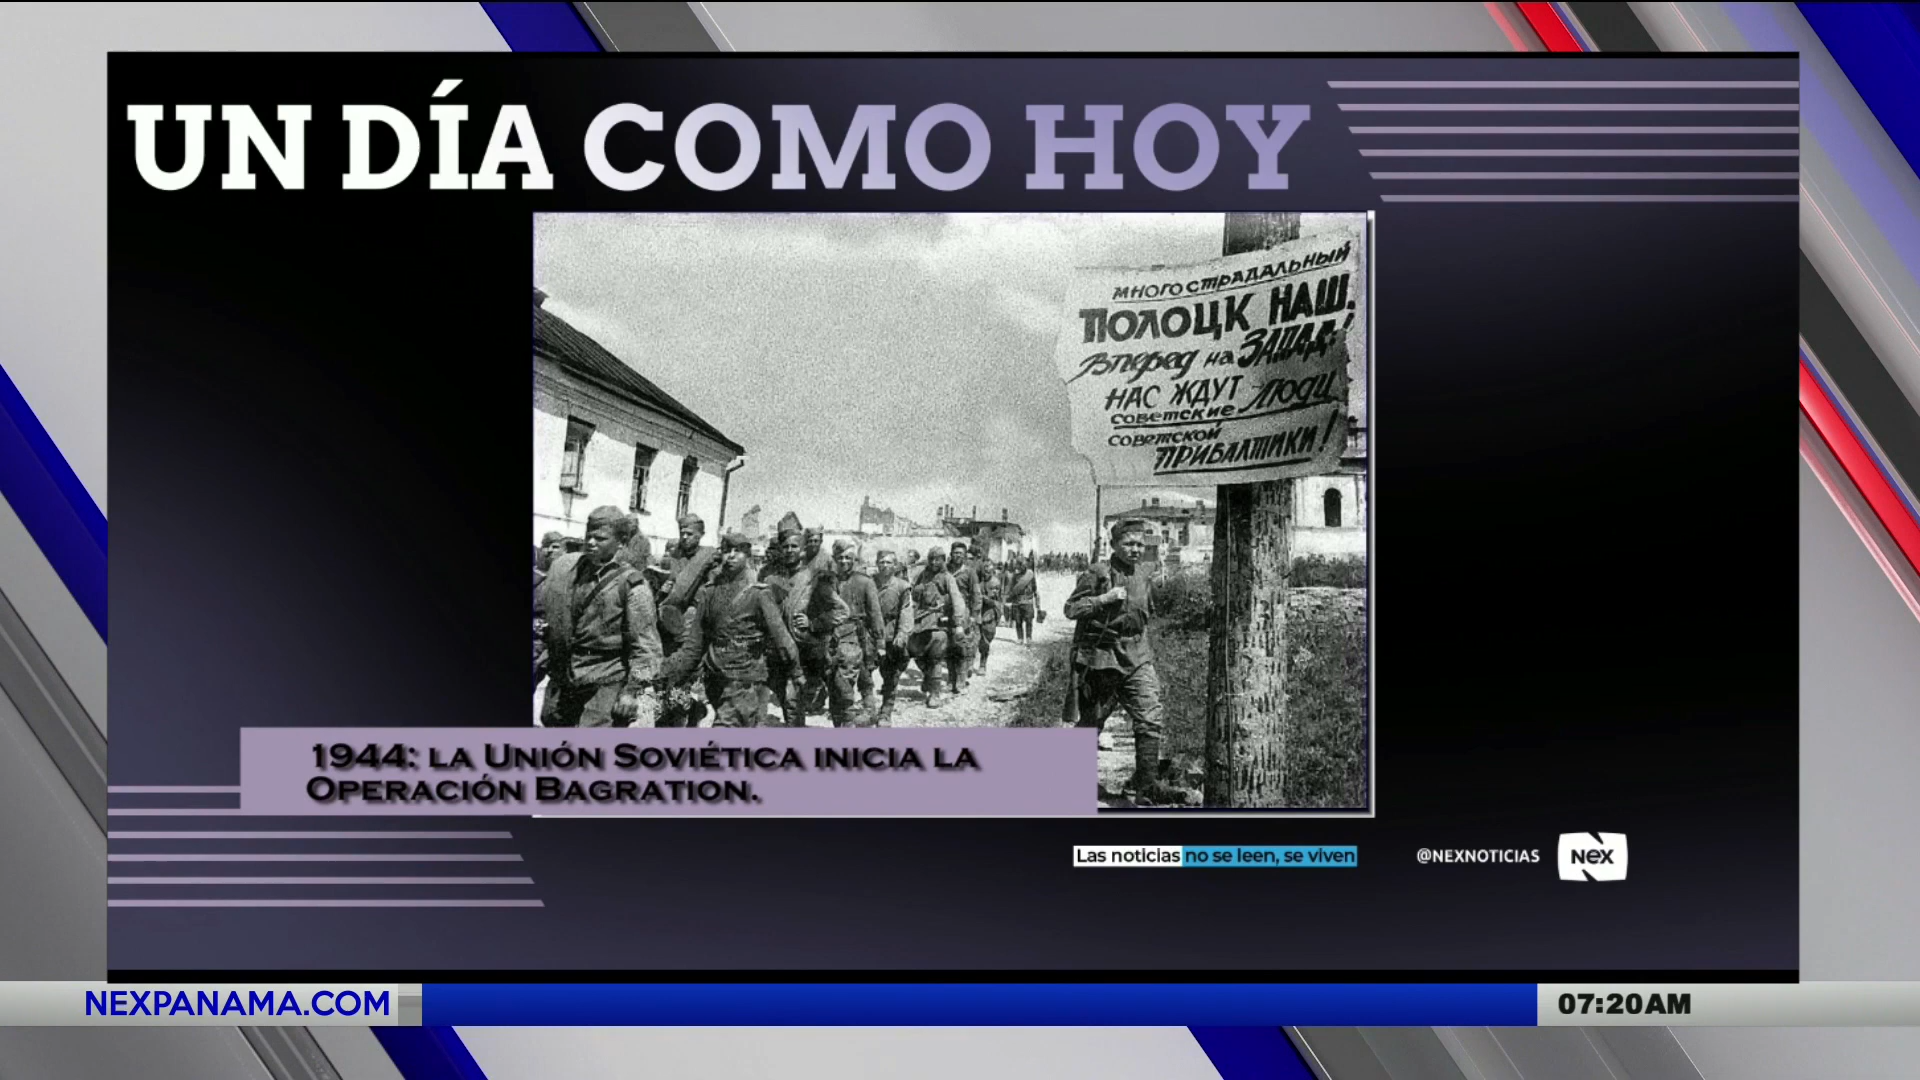 UN DÍA COMO HOY
многострадальный
ПОЛОЦК НАШ.
Вперед на ЗАПАД!
НАС ЖДУТ Люди
советские
советской
ПРИБАЛТИКИ!
1944: LA UNIÓN SOVIÉTICA INICIA LA
OPERACIÓN BAGRATION.
Las noticias no se leen, se viven
@NEXNOTICIAS
NEX
NEXPANAMA.COM
07:20AM